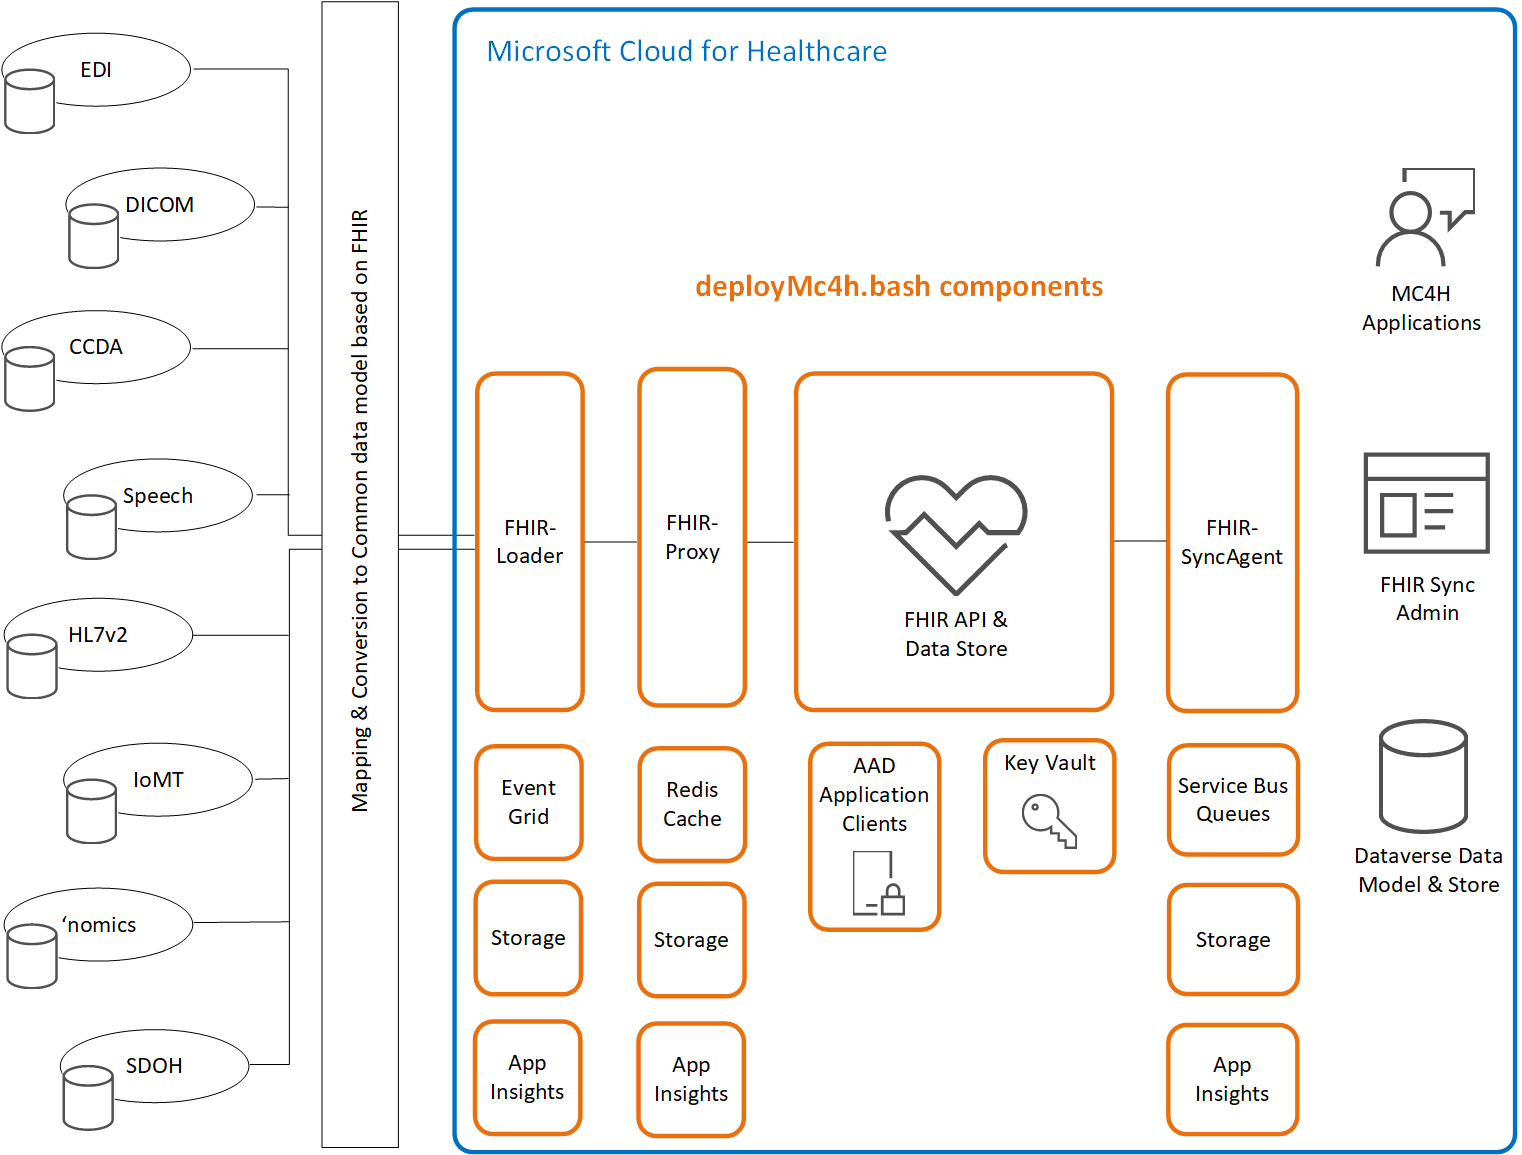 EDI
DICOM
CCDA
Speech
HL7v2
IoMT
‘nomics
SDOH
Mapping & Conversion to Common data model based on FHIR
Microsoft Cloud for Healthcare
deployMc4h.bash components
FHIR-
Loader
FHIR-
Proxy
FHIR API &
Data Store
FHIR-
SyncAgent
Event
Grid
Redis
Cache
AAD
Application
Clients
Key Vault
Service Bus
Queues
Storage
Storage
Storage
App
Insights
App
Insights
App
Insights
MC4H
Applications
FHIR Sync
Admin
Dataverse Data
Model & Store